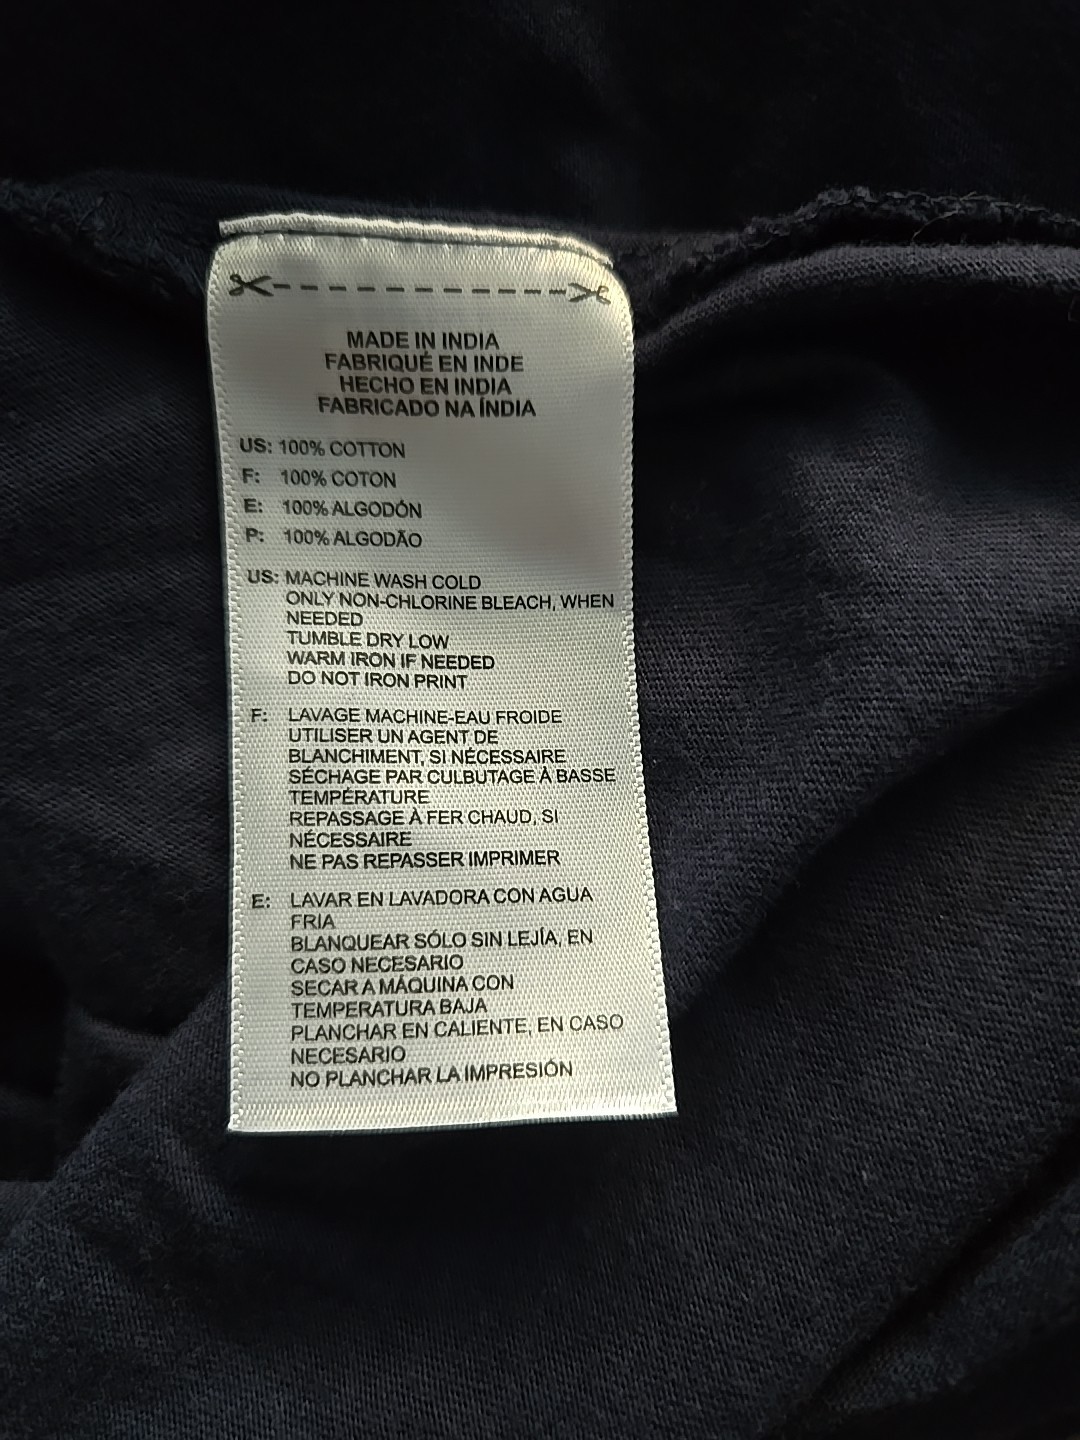 MADE IN INDIA
FABRIQUÉ EN INDE
HECHO EN INDIA
FABRICADO NA ÍNDIA
US: 100% COTTON
F: 100% COTON
E: 100% ALGODÓN
P: 100% ALGODÃO
US: MACHINE WASH COLD
ONLY NON-CHLORINE BLEACH, WHEN
NEEDED
TUMBLE DRY LOW
WARM IRON IF NEEDED
DO NOT IRON PRINT
F: LAVAGE MACHINE-EAU FROIDE
UTILISER UN AGENT DE
BLANCHIMENT, SI NÉCESSAIRE
SÉCHAGE PAR CULBUTAGE À BASSE
TEMPÉRATURE
REPASSAGE À FER CHAUD, SI
NÉCESSAIRE
NE PAS REPASSER IMPRIMER
E: LAVAR EN LAVADORA CON AGUA
FRIA
BLANQUEAR SÓLO SIN LEJÍA, EN
CASO NECESARIO
SECAR A MÁQUINA CON
TEMPERATURA BAJA
PLANCHAR EN CALIENTE, EN CASO
NECESARIO
NO PLANCHAR LA IMPRESIÓN